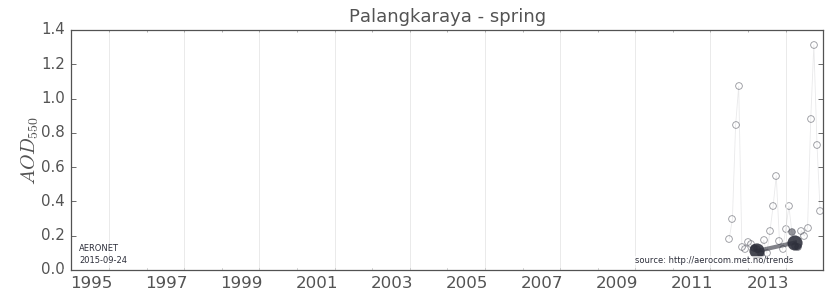 Palangkaraya - spring
1.4
1.2
1.0
0.8
0.6
0.4
0.2
0.0
AOD550
AERONET
2015-09-24
source: http://aerocom.met.no/trends
1995 1997 1999 2001 2003 2005 2007 2009 2011 2013